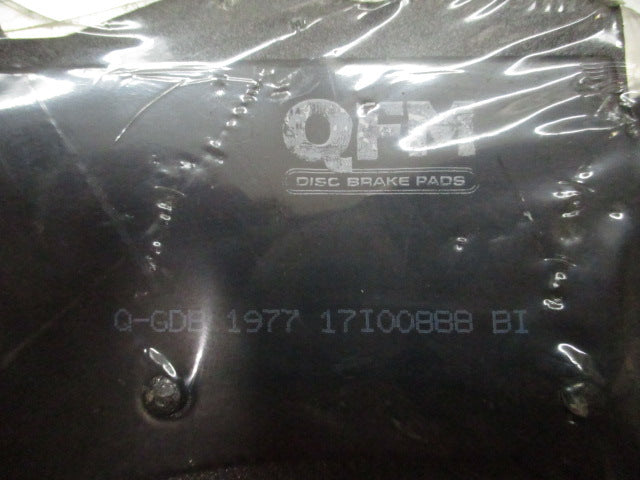 QFM
DISC BRAKE PADS
Q-GDB 1977 17I00888 BI